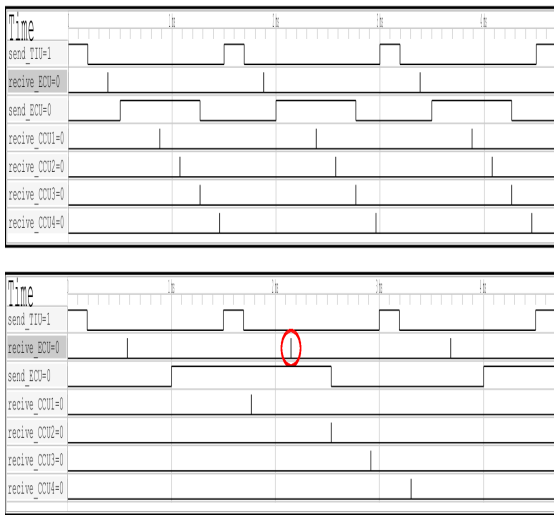 Time
send_TIU=1
recive_ECU=0
send_ECU=0
recive_CCU1=0
recive_CCU2=0
recive_CCU3=0
recive_CCU4=0
Time
send_TIU=1
recive_ECU=0
send_ECU=0
recive_CCU1=0
recive_CCU2=0
recive_CCU3=0
recive_CCU4=0